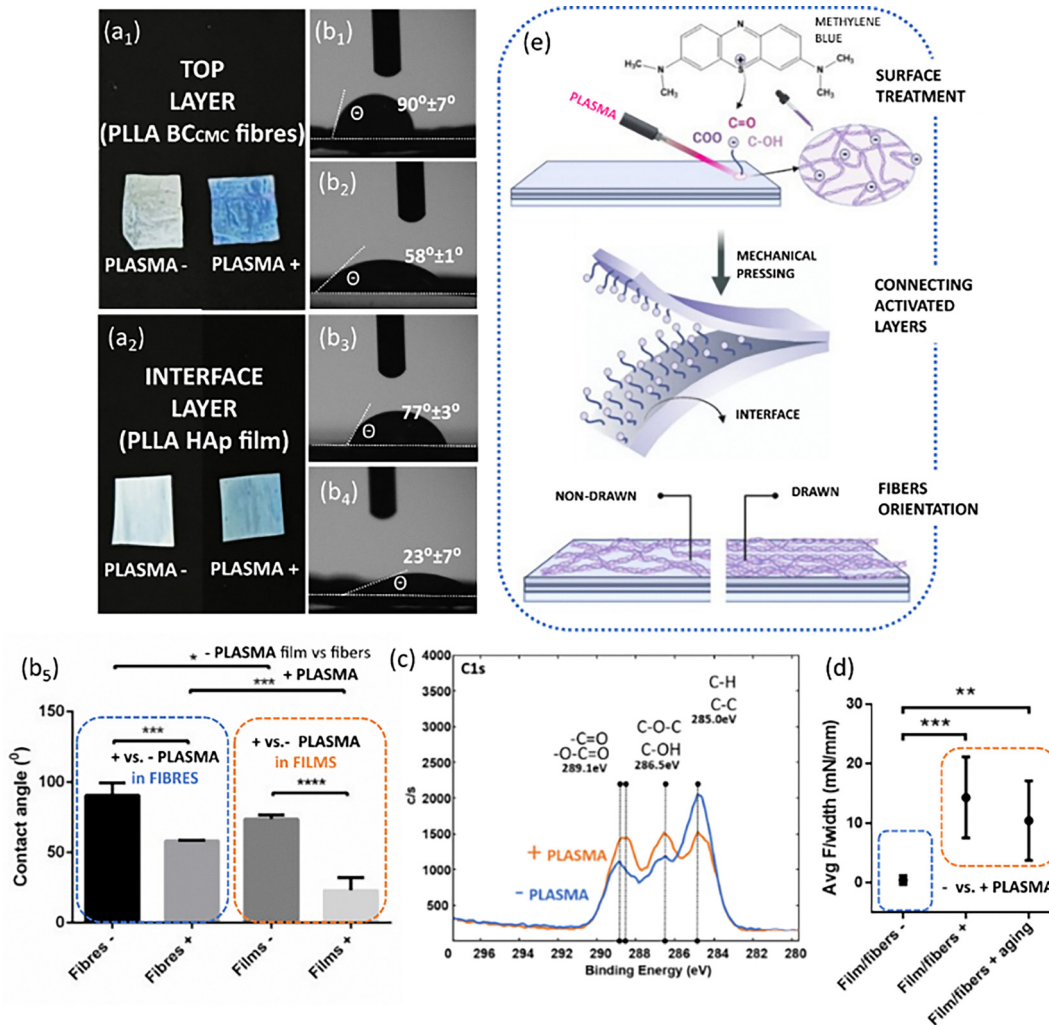 (a1)
TOP
LAYER
(PLLA BCCMC fibres)
PLASMA - PLASMA +
(b1)
90°±7°
Θ
(b2)
58°±1°
Θ
(a2)
INTERFACE
LAYER
(PLLA HAp film)
PLASMA - PLASMA +
(b3)
77°±3°
Θ
(b4)
23°±7°
Θ
(e)
N
H₃C N
CH₃
S
+
N CH₃
CH₃
METHYLENE
BLUE
SURFACE
TREATMENT
PLASMA
C=O
COO C-OH
MECHANICAL
PRESSING
CONNECTING
ACTIVATED
LAYERS
INTERFACE
NON-DRAWN
DRAWN
FIBERS
ORIENTATION
(b5)
* - PLASMA film vs fibers
*** + PLASMA
Contact angle (⁰)
150
100
50
0
***
+ vs. - PLASMA
in FIBRES
+ vs.- PLASMA
in FILMS
****
Fibres -
Fibres +
Films -
Films +
(c)
C1s
c/s
4000
3500
3000
2500
2000
1500
1000
500
-C=O
-O-C=O
289.1eV
C-O-C
C-OH
286.5eV
C-H
C-C
285.0eV
+ PLASMA
- PLASMA
296 294 292 290 288 286 284 282 280
Binding Energy (eV)
(d)
Avg F/width (mN/mm)
30
20
10
0
**
***
- vs. + PLASMA
Film/fibers -
Film/fibers +
Film/fibers + aging